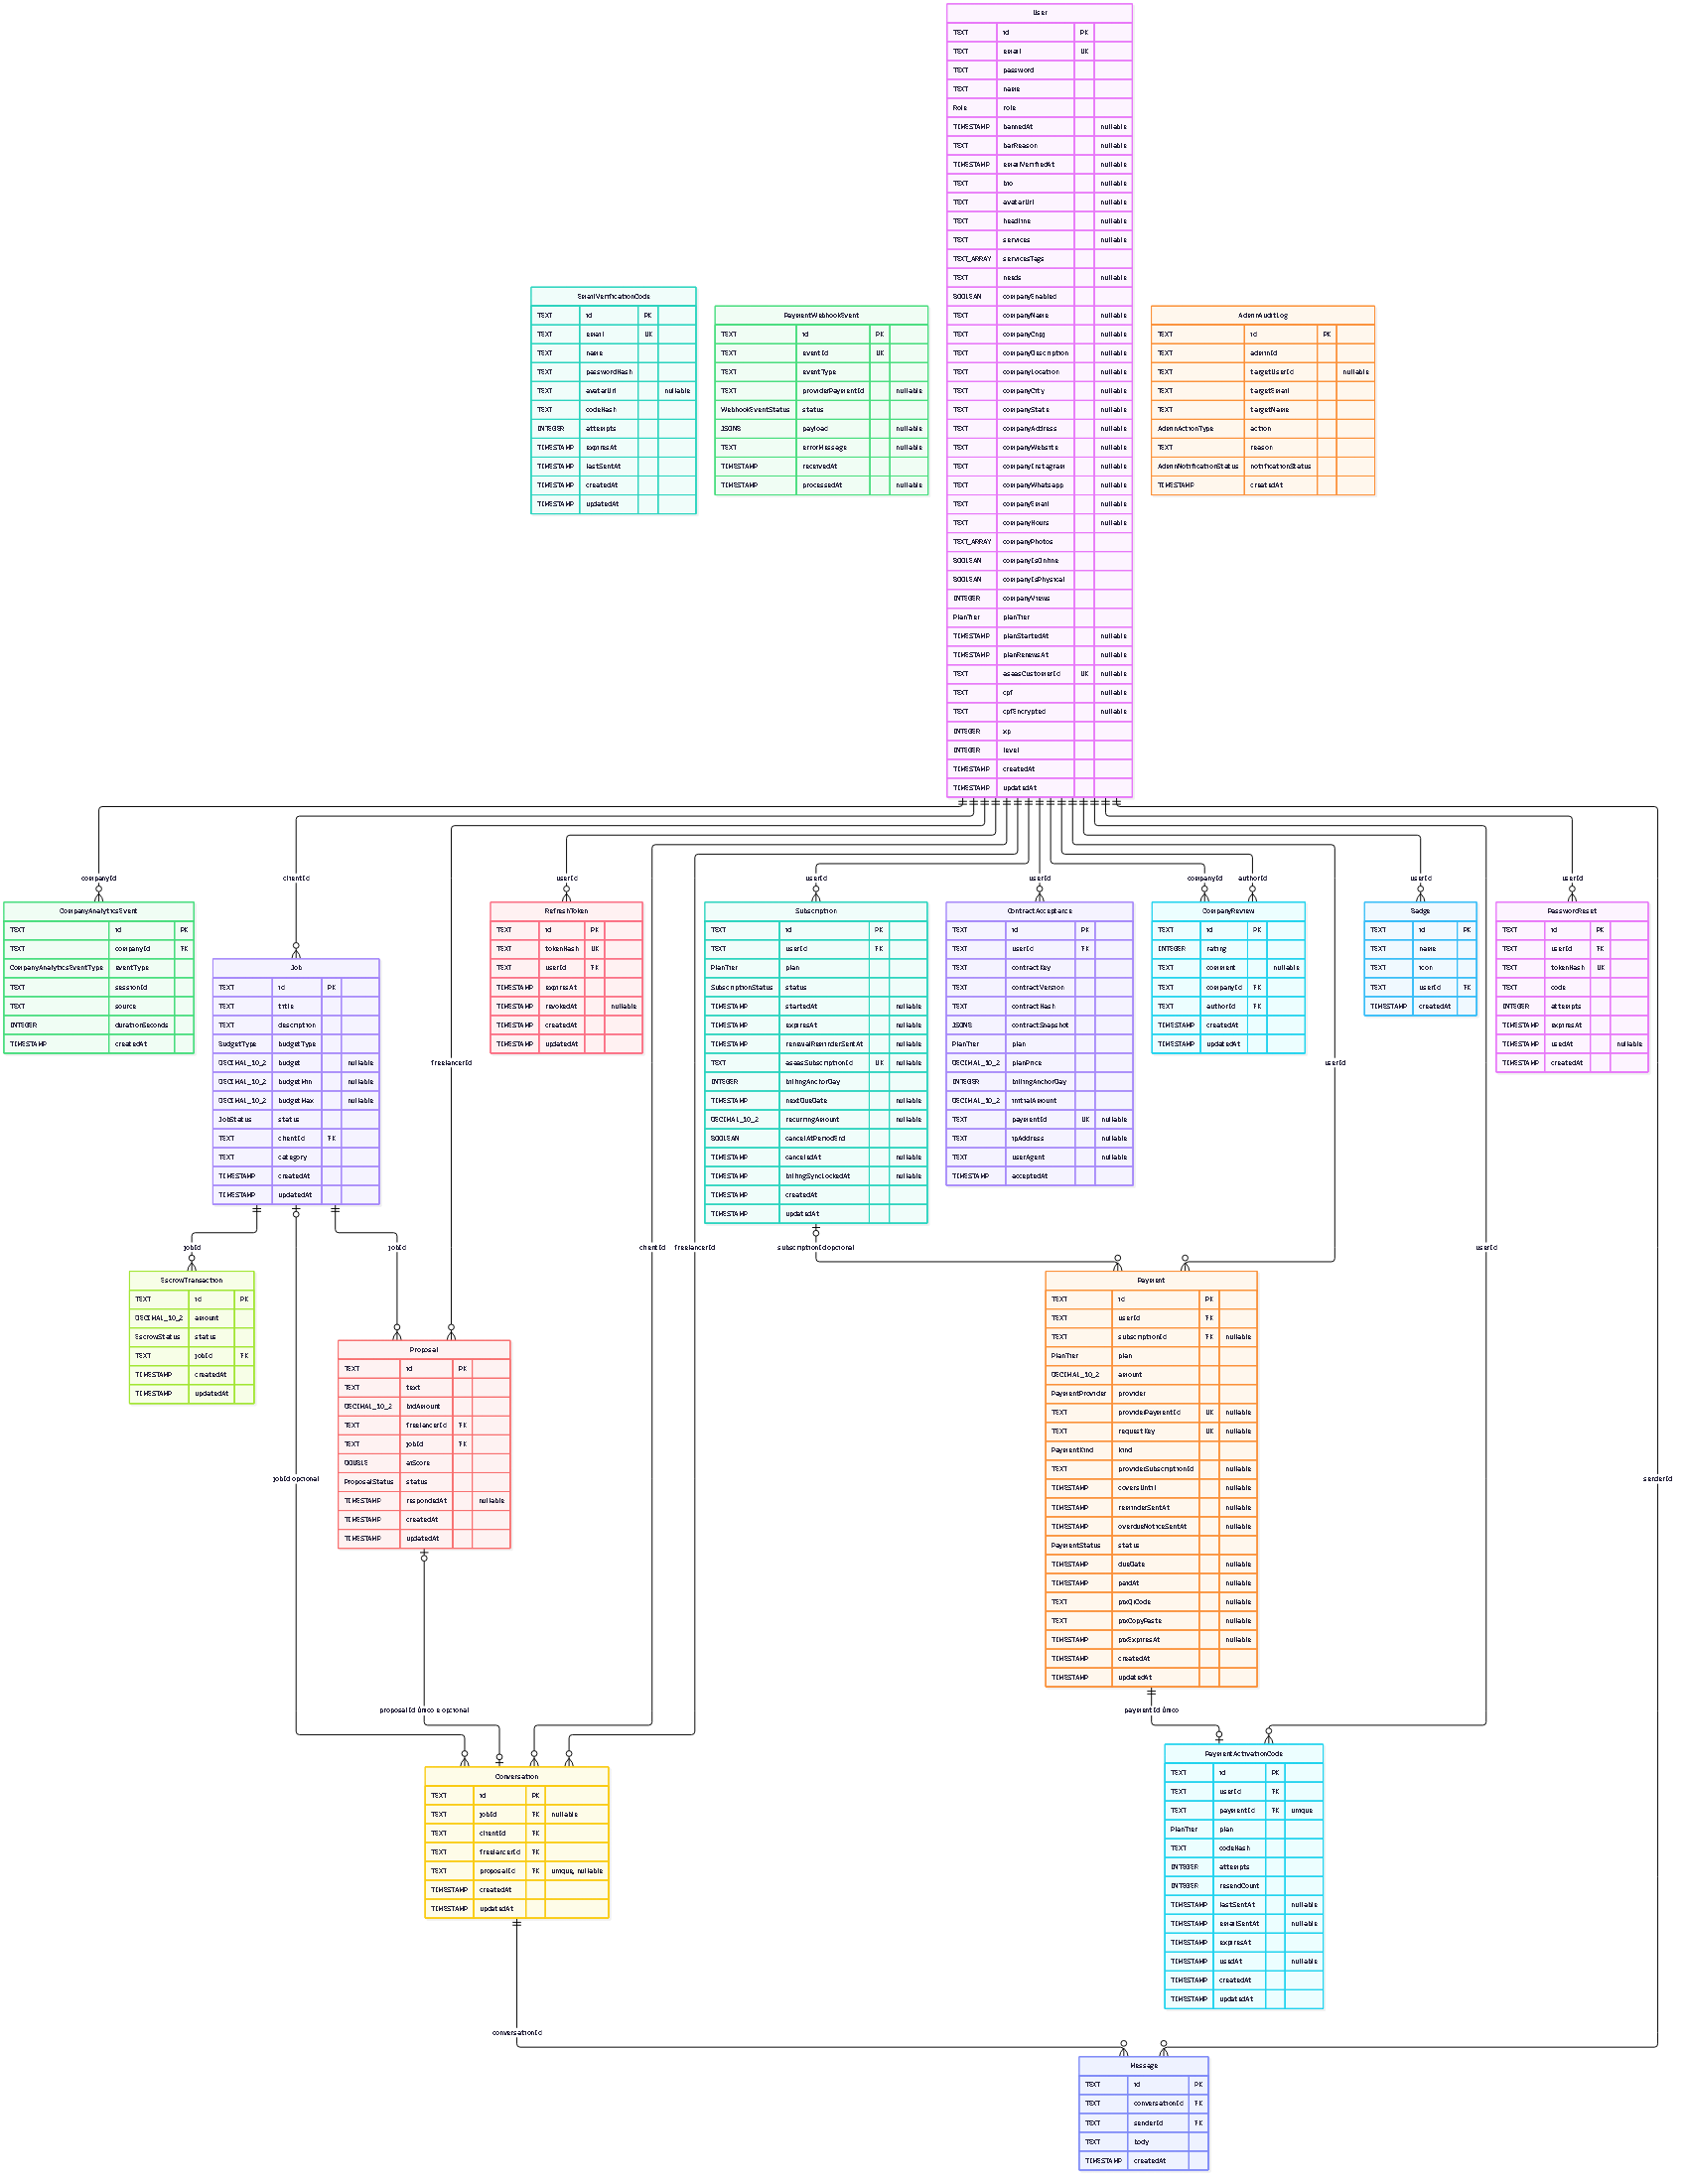 User
TEXT id PK
TEXT email UK
TEXT password
TEXT name
Role role
TIMESTAMP bannedAt nullable
TEXT banReason nullable
TIMESTAMP emailVerifiedAt nullable
TEXT bio nullable
TEXT avatarUrl nullable
TEXT headline nullable
TEXT services nullable
TEXT_ARRAY servicesTags
TEXT needs nullable
BOOLEAN companyEnabled
TEXT companyName nullable
TEXT companyCnpj nullable
TEXT companyDescription nullable
TEXT companyLocation nullable
TEXT companyCity nullable
TEXT companyState nullable
TEXT companyAddress nullable
TEXT companyWebsite nullable
TEXT companyInstagram nullable
TEXT companyWhatsapp nullable
TEXT companyEmail nullable
TEXT companyHours nullable
TEXT_ARRAY companyPhotos
BOOLEAN companyIsOnline
BOOLEAN companyIsPhysical
INTEGER companyViews
PlanTier planTier
TIMESTAMP planStartedAt nullable
TIMESTAMP planRenewsAt nullable
TEXT asaasCustomerId UK nullable
TEXT cpf nullable
TEXT cpfEncrypted nullable
INTEGER xp
INTEGER level
TIMESTAMP createdAt
TIMESTAMP updatedAt
EmailVerificationCode
TEXT id PK
TEXT email UK
TEXT name
TEXT passwordHash
TEXT avatarUrl nullable
TEXT codeHash
INTEGER attempts
TIMESTAMP expiresAt
TIMESTAMP lastSentAt
TIMESTAMP createdAt
TIMESTAMP updatedAt
PaymentWebhookEvent
TEXT id PK
TEXT eventId UK
TEXT eventType
TEXT providerPaymentId nullable
WebhookEventStatus status
JSONB payload nullable
TEXT errorMessage nullable
TIMESTAMP receivedAt
TIMESTAMP processedAt nullable
AdminAuditLog
TEXT id PK
TEXT adminId
TEXT targetUserId nullable
TEXT targetEmail
TEXT targetName
AdminActionType action
TEXT reason
AdminNotificationStatus notificationStatus
TIMESTAMP createdAt
companyId
clientId
freelancerId
userId
clientId
freelancerId
userId
userId
companyId
authorId
userId
userId
userId
userId
senderId
CompanyAnalyticsEvent
TEXT id PK
TEXT companyId FK
CompanyAnalyticsEventType eventType
TEXT sessionId
TEXT source
INTEGER durationSeconds
TIMESTAMP createdAt
Job
TEXT id PK
TEXT title
TEXT description
BudgetType budgetType
DECIMAL_10_2 budget nullable
DECIMAL_10_2 budgetMin nullable
DECIMAL_10_2 budgetMax nullable
JobStatus status
TEXT clientId FK
TEXT category
TIMESTAMP createdAt
TIMESTAMP updatedAt
RefreshToken
TEXT id PK
TEXT tokenHash UK
TEXT userId FK
TIMESTAMP expiresAt
TIMESTAMP revokedAt nullable
TIMESTAMP createdAt
TIMESTAMP updatedAt
Subscription
TEXT id PK
TEXT userId FK
PlanTier plan
SubscriptionStatus status
TIMESTAMP startedAt nullable
TIMESTAMP expiresAt nullable
TIMESTAMP renewalReminderSentAt nullable
TEXT asaasSubscriptionId UK nullable
INTEGER billingAnchorDay
TIMESTAMP nextDueDate nullable
DECIMAL_10_2 recurringAmount nullable
BOOLEAN cancelAtPeriodEnd
TIMESTAMP canceledAt nullable
TIMESTAMP billingSyncLockedAt nullable
TIMESTAMP createdAt
TIMESTAMP updatedAt
ContractAcceptance
TEXT id PK
TEXT userId FK
TEXT contractKey
TEXT contractVersion
TEXT contractHash
JSONB contractSnapshot
PlanTier plan
DECIMAL_10_2 planPrice
INTEGER billingAnchorDay
DECIMAL_10_2 initialAmount
TEXT paymentId UK nullable
TEXT ipAddress nullable
TEXT userAgent nullable
TIMESTAMP acceptedAt
CompanyReview
TEXT id PK
INTEGER rating
TEXT comment nullable
TEXT companyId FK
TEXT authorId FK
TIMESTAMP createdAt
TIMESTAMP updatedAt
Badge
TEXT id PK
TEXT name
TEXT icon
TEXT userId FK
TIMESTAMP createdAt
PasswordReset
TEXT id PK
TEXT userId FK
TEXT tokenHash UK
TEXT code
INTEGER attempts
TIMESTAMP expiresAt
TIMESTAMP usedAt nullable
TIMESTAMP createdAt
jobId
jobId
jobId opcional
subscriptionId opcional
EscrowTransaction
TEXT id PK
DECIMAL_10_2 amount
EscrowStatus status
TEXT jobId FK
TIMESTAMP createdAt
TIMESTAMP updatedAt
Proposal
TEXT id PK
TEXT text
DECIMAL_10_2 bidAmount
TEXT freelancerId FK
TEXT jobId FK
DOUBLE aiScore
ProposalStatus status
TIMESTAMP respondedAt nullable
TIMESTAMP createdAt
TIMESTAMP updatedAt
Payment
TEXT id PK
TEXT userId FK
TEXT subscriptionId FK nullable
PlanTier plan
DECIMAL_10_2 amount
PaymentProvider provider
TEXT providerPaymentId UK nullable
TEXT requestKey UK nullable
PaymentKind kind
TEXT providerSubscriptionId nullable
TIMESTAMP coversUntil nullable
TIMESTAMP reminderSentAt nullable
TIMESTAMP overdueNoticeSentAt nullable
PaymentStatus status
TIMESTAMP dueDate nullable
TIMESTAMP paidAt nullable
TEXT pixQrCode nullable
TEXT pixCopyPaste nullable
TIMESTAMP pixExpiresAt nullable
TIMESTAMP createdAt
TIMESTAMP updatedAt
proposalId único e opcional
paymentId único
Conversation
TEXT id PK
TEXT jobId FK nullable
TEXT clientId FK
TEXT freelancerId FK
TEXT proposalId FK unique, nullable
TIMESTAMP createdAt
TIMESTAMP updatedAt
PaymentActivationCode
TEXT id PK
TEXT userId FK
TEXT paymentId FK unique
PlanTier plan
TEXT codeHash
INTEGER attempts
INTEGER resendCount
TIMESTAMP lastSentAt nullable
TIMESTAMP emailSentAt nullable
TIMESTAMP expiresAt
TIMESTAMP usedAt nullable
TIMESTAMP createdAt
TIMESTAMP updatedAt
conversationId
Message
TEXT id PK
TEXT conversationId FK
TEXT senderId FK
TEXT body
TIMESTAMP createdAt